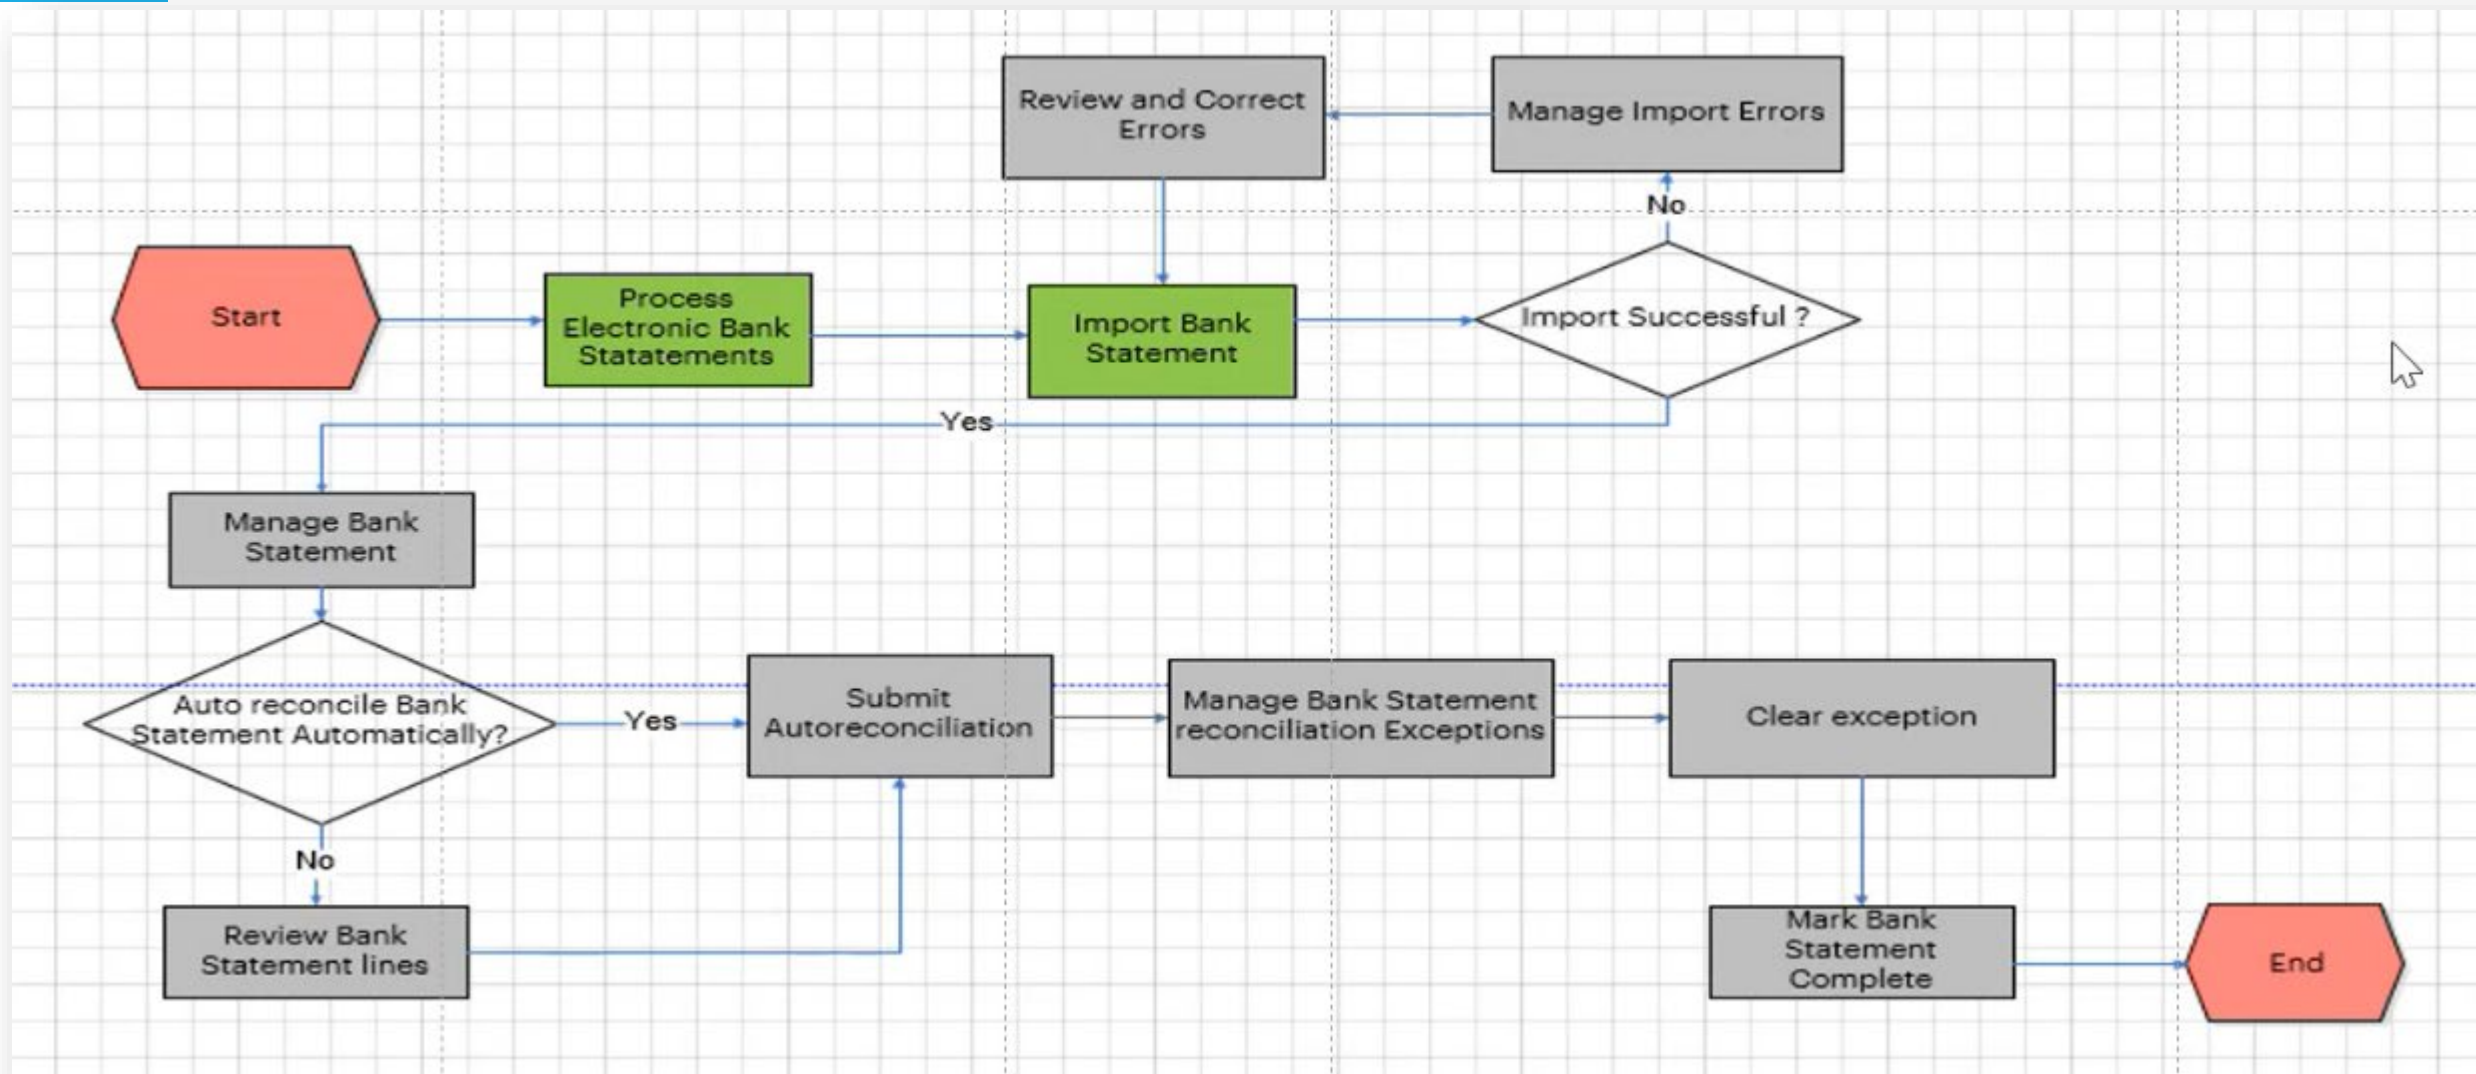 Review and Correct
Errors
Manage Import Errors
No
Start
Process
Electronic Bank
Statatements
Import Bank
Statement
Import Successful ?
Yes
Manage Bank
Statement
Auto reconcile Bank
Statement Automatically?
Yes
Submit
Autoreconciliation
Manage Bank Statement
reconciliation Exceptions
Clear exception
No
Review Bank
Statement lines
Mark Bank
Statement
Complete
End